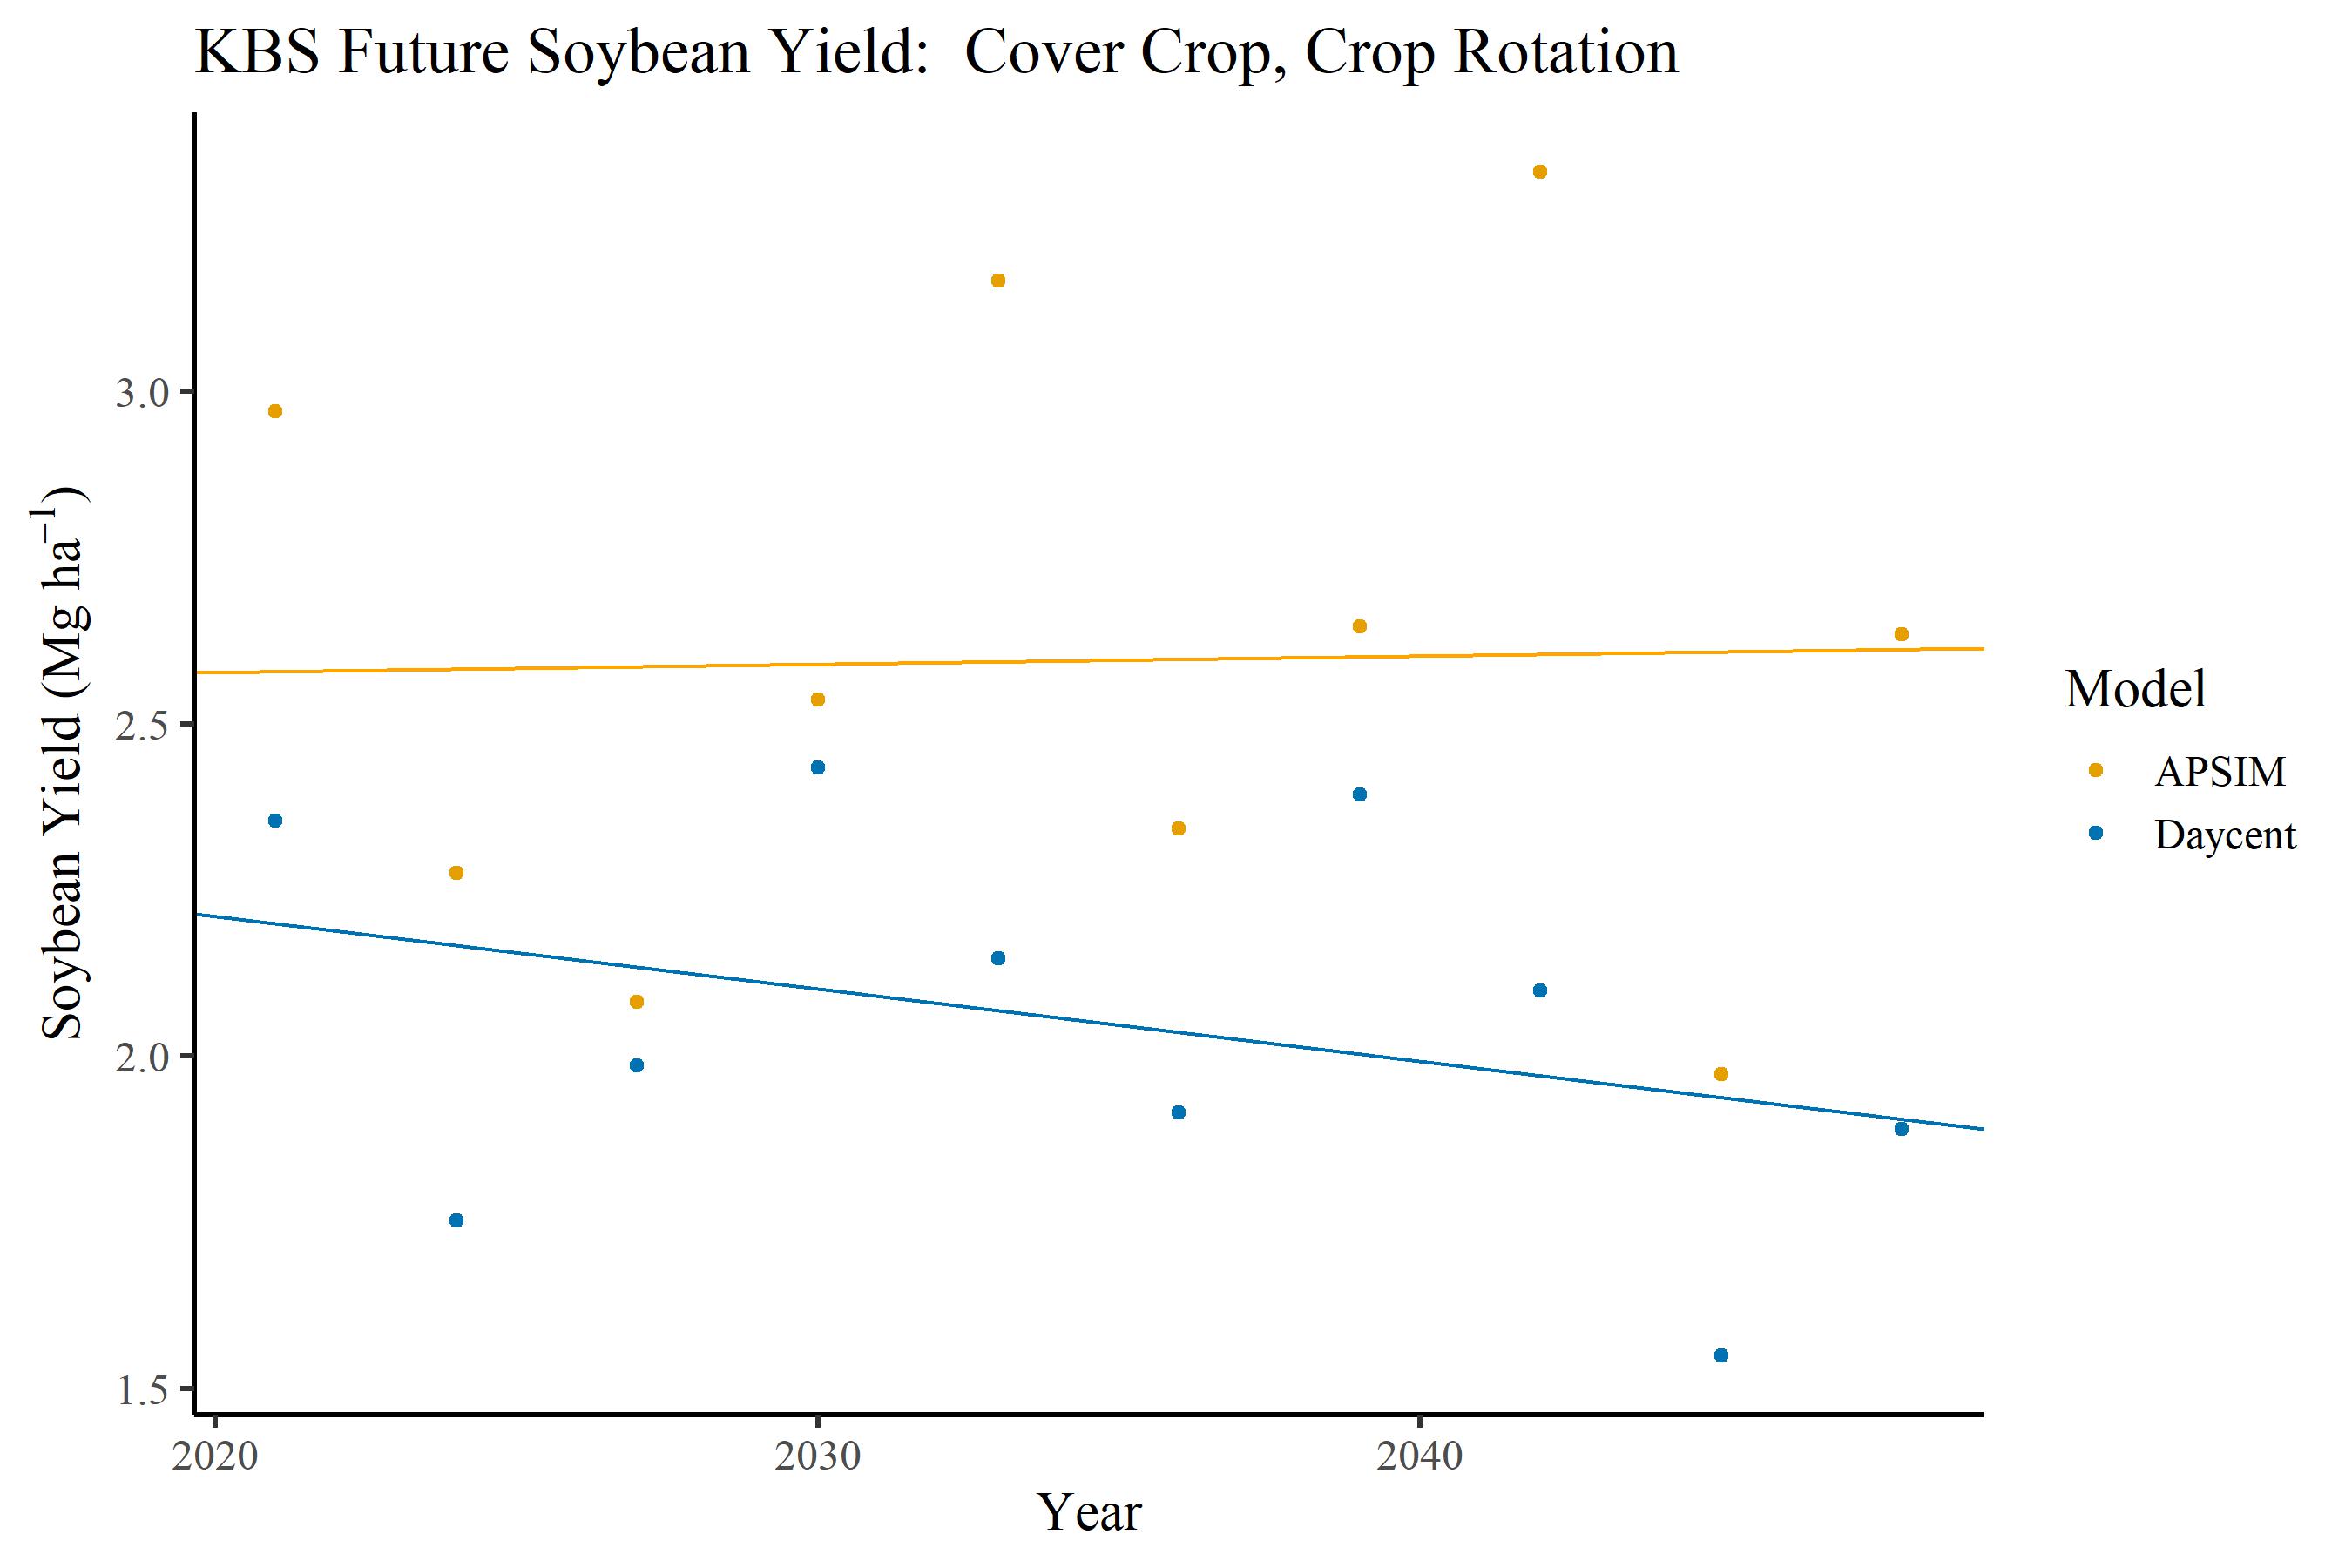 KBS Future Soybean Yield:  Cover Crop, Crop Rotation
Soybean Yield (Mg ha⁻¹)
3.0
2.5
2.0
1.5
2020
2030
2040
Year
Model
APSIM
Daycent